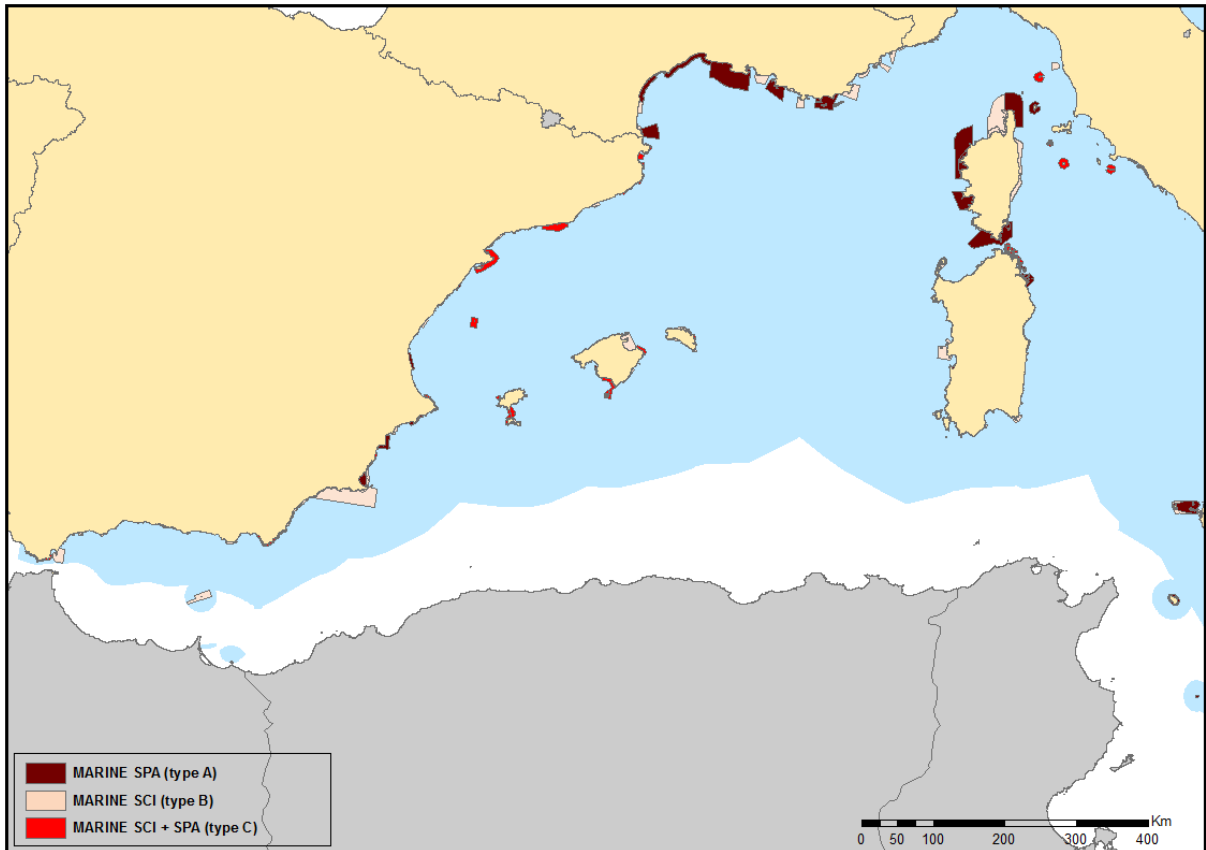 MARINE SPA (type A)
MARINE SCI (type B)
MARINE SCI + SPA (type C)
Km
0 50 100 200 300 400